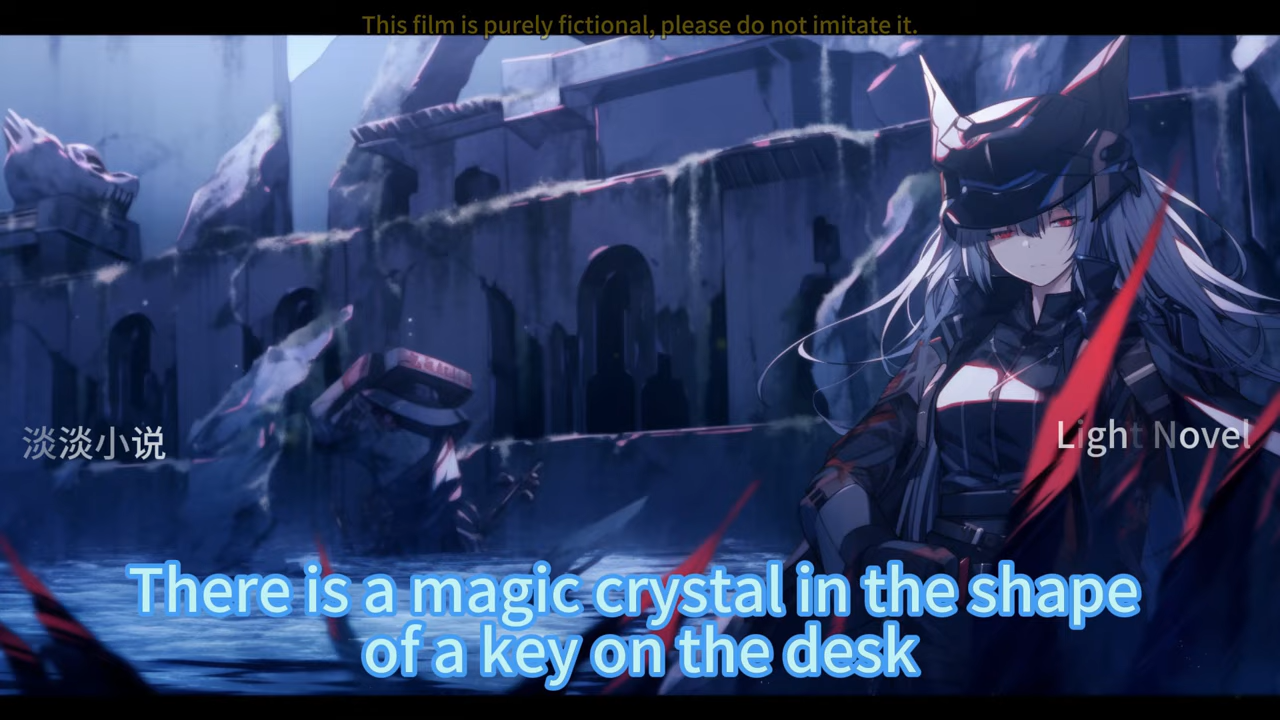 This film is purely fictional, please do not imitate it.
淡淡小说
Light Novel
There is a magic crystal in the shape
of a key on the desk